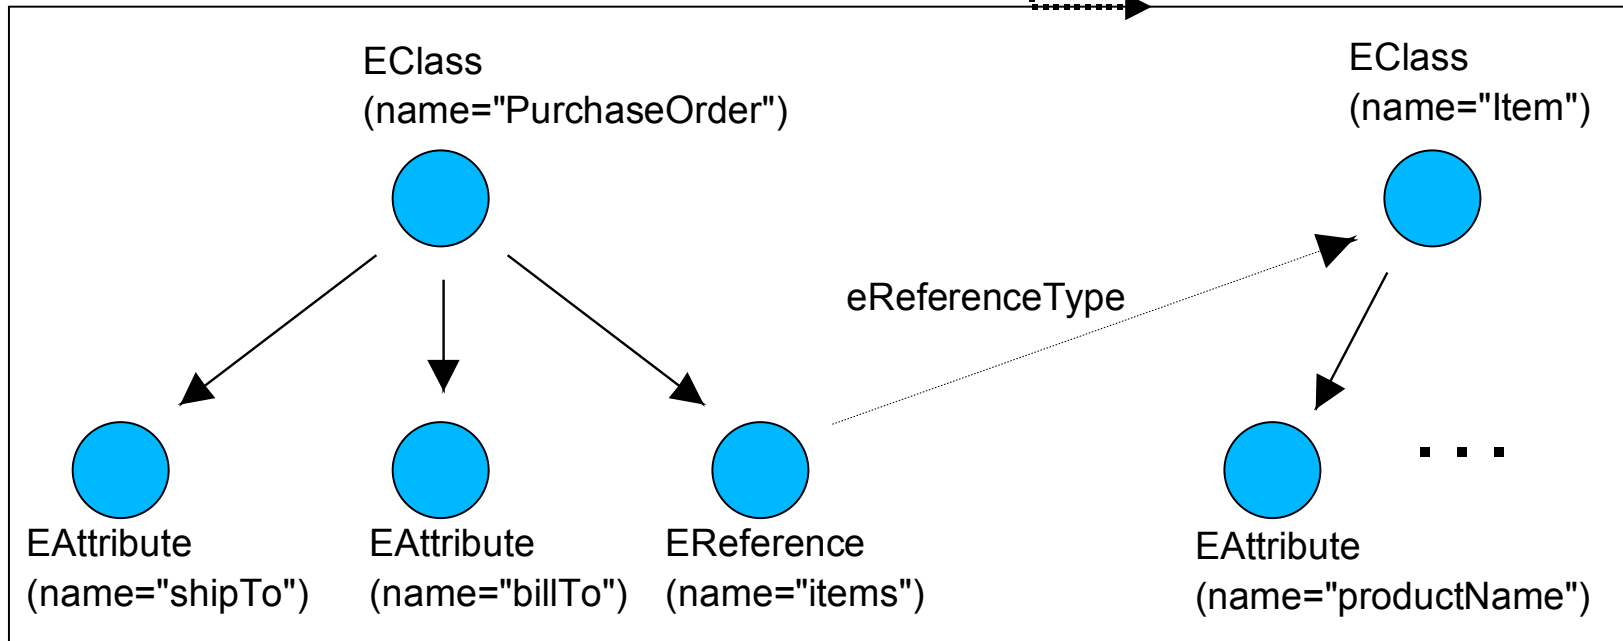 EClass
(name="PurchaseOrder")
EClass
(name="Item")
eReferenceType
EAttribute
(name="shipTo")
EAttribute
(name="billTo")
EReference
(name="items")
EAttribute
(name="productName")
. . .